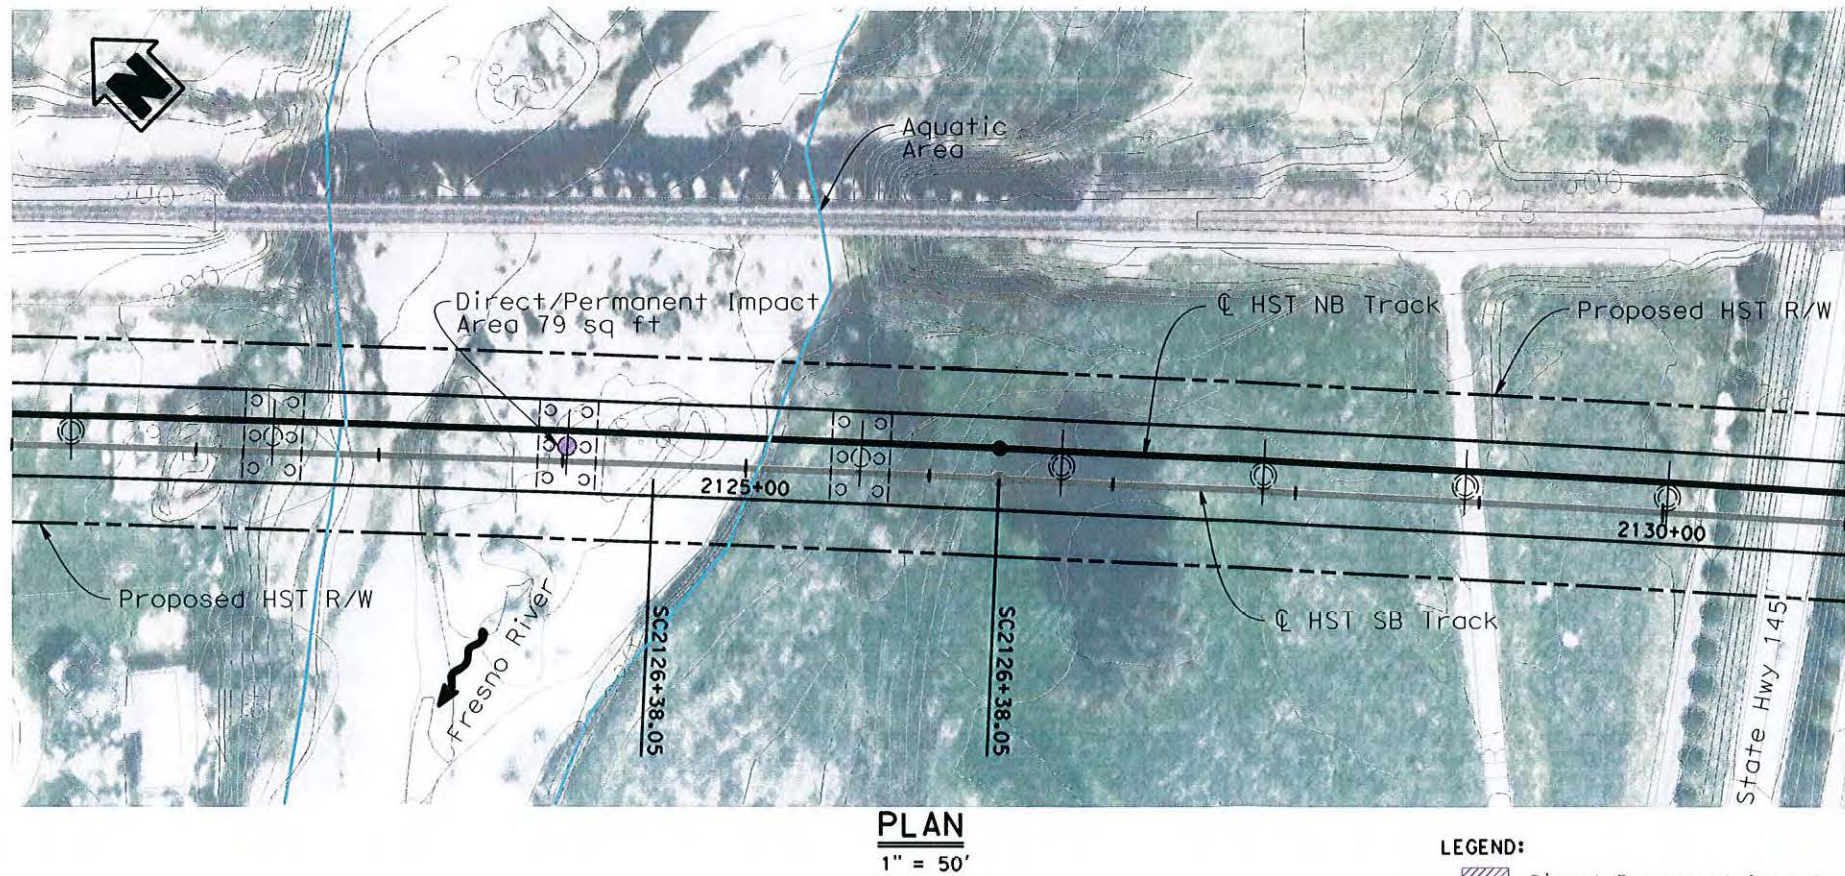 N
Aquatic
Area
302.5
300
Direct/Permanent Impact
Area 79 sq ft
℄ HST NB Track
Proposed HST R/W
2125+00
2130+00
Proposed HST R/W
Fresno River
SC2126+38.05
SC2126+38.05
℄ HST SB Track
State Hwy 145
PLAN
1" = 50'
LEGEND: